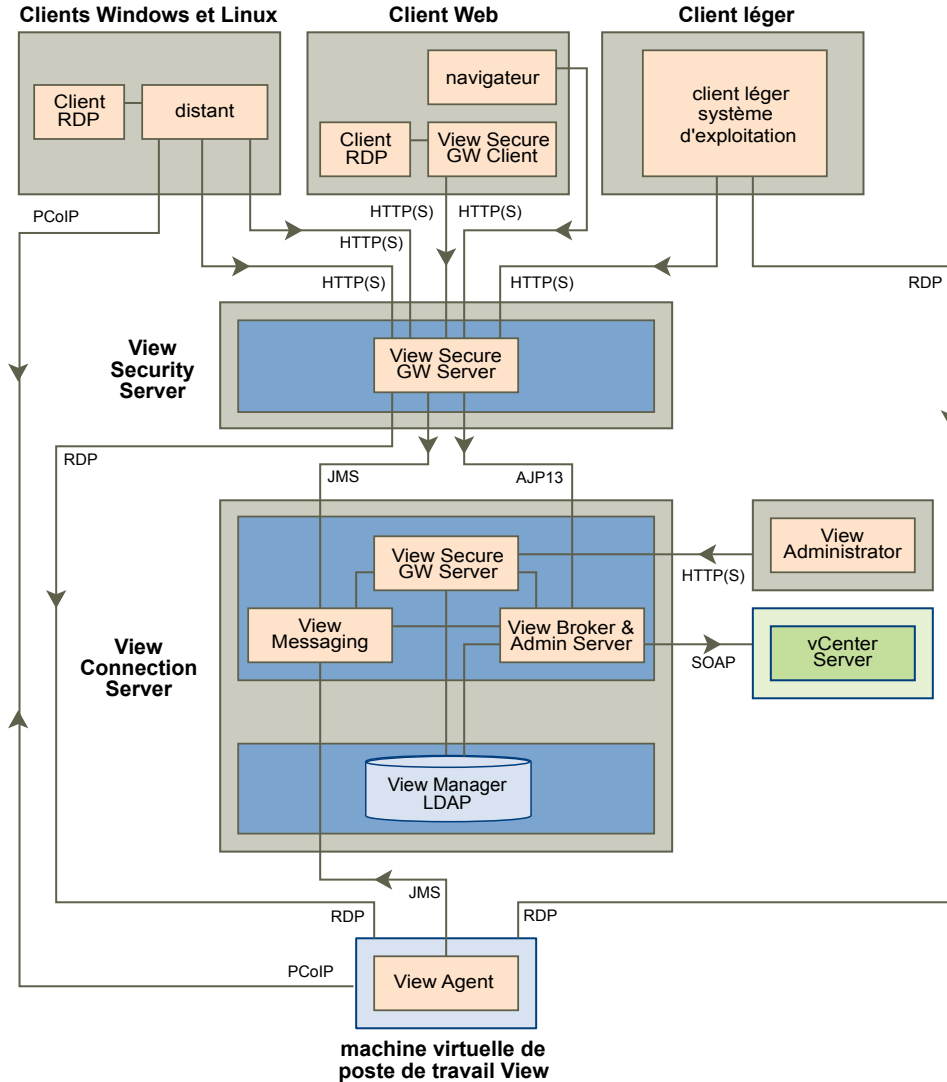 Clients Windows et Linux
Client Web
Client léger
Client
RDP
distant
navigateur
Client
RDP
View Secure
GW Client
client léger
système
d'exploitation
PCoIP
HTTP(S)
HTTP(S)
HTTP(S)
HTTP(S)
HTTP(S)
RDP
View
Security
Server
View Secure
GW Server
RDP
JMS
AJP13
View
Connection
Server
View Secure
GW Server
View
Messaging
View Broker &
Admin Server
View
Administrator
HTTP(S)
SOAP
vCenter
Server
View Manager
LDAP
JMS
RDP
RDP
PCoIP
View Agent
machine virtuelle de
poste de travail View